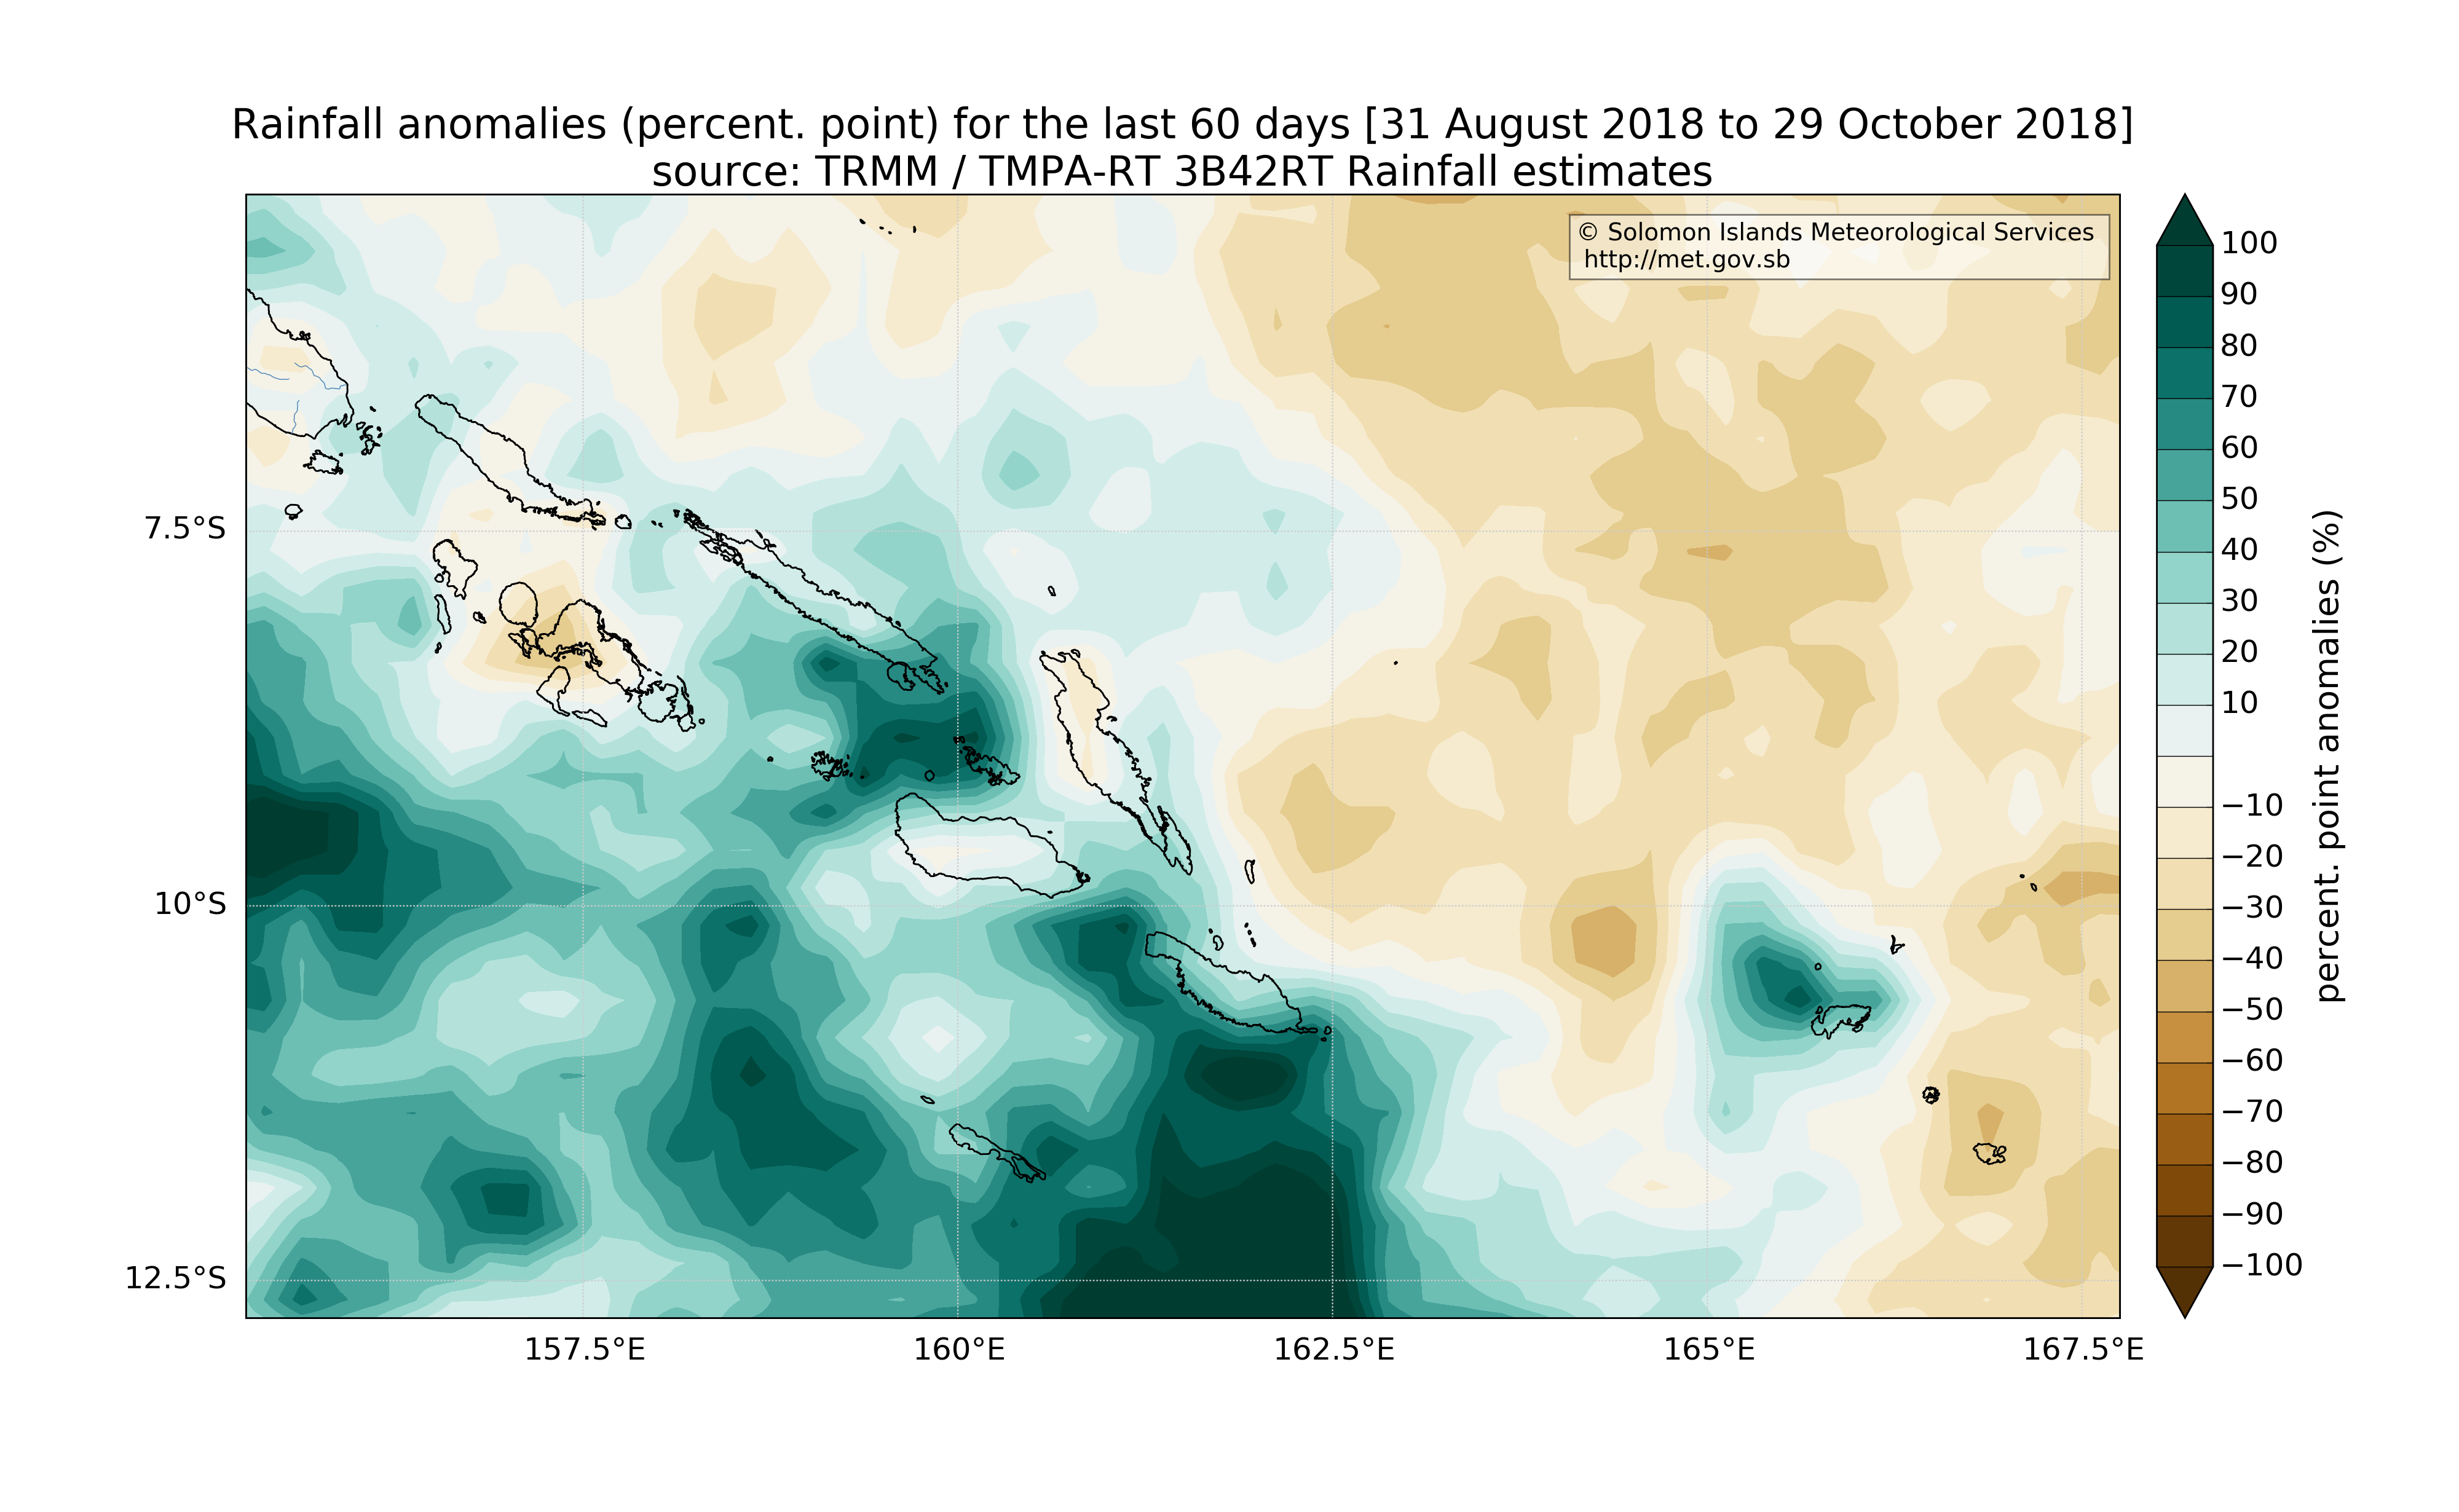 Rainfall anomalies (percent. point) for the last 60 days [31 August 2018 to 29 October 2018]
source: TRMM / TMPA-RT 3B42RT Rainfall estimates
© Solomon Islands Meteorological Services
http://met.gov.sb
7.5°S
10°S
12.5°S
157.5°E
160°E
162.5°E
165°E
167.5°E
100
90
80
70
60
50
40
30
20
10
−10
−20
−30
−40
−50
−60
−70
−80
−90
−100
percent. point anomalies (%)